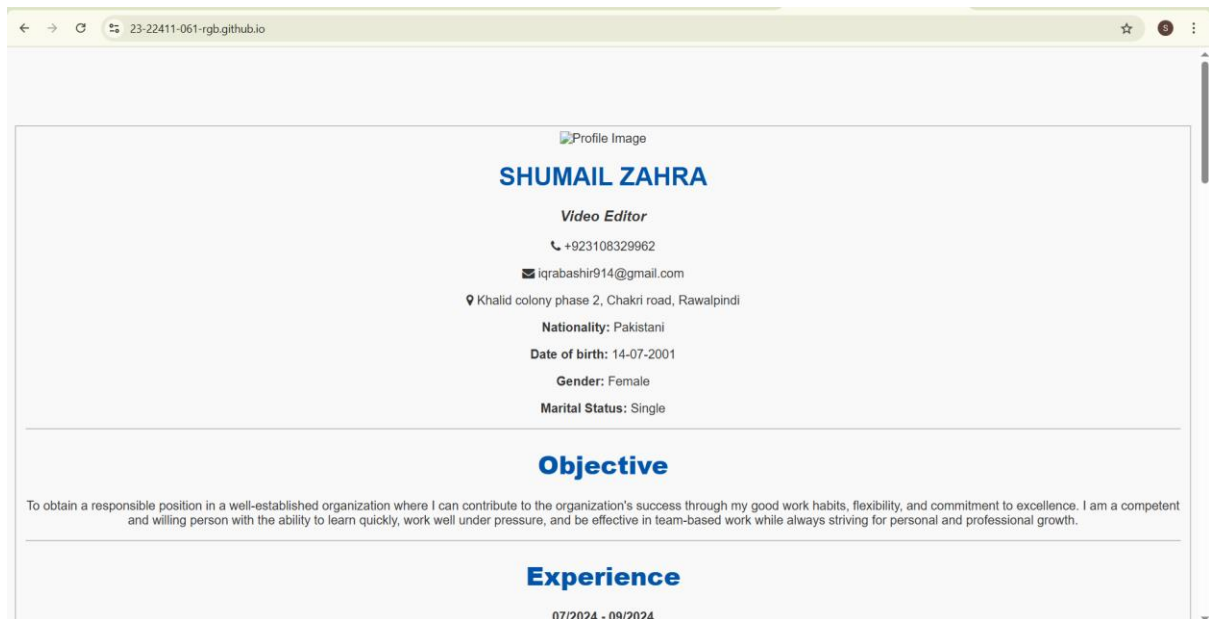 23-22411-061-rgb.github.io
S
Profile Image
SHUMAIL ZAHRA
Video Editor
+923108329962
iqrabashir914@gmail.com
Khalid colony phase 2, Chakri road, Rawalpindi
Nationality: Pakistani
Date of birth: 14-07-2001
Gender: Female
Marital Status: Single
Objective
To obtain a responsible position in a well-established organization where I can contribute to the organization's success through my good work habits, flexibility, and commitment to excellence. I am a competent
and willing person with the ability to learn quickly, work well under pressure, and be effective in team-based work while always striving for personal and professional growth.
Experience
07/2024 - 09/2024